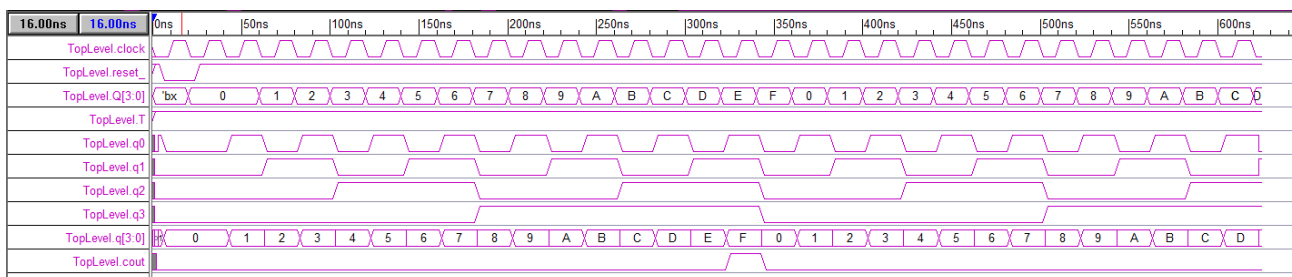 16.00ns 16.00ns 0ns 50ns 100ns 150ns 200ns 250ns 300ns 350ns 400ns 450ns 500ns 550ns 600ns
TopLevel.clock
TopLevel.reset_
TopLevel.Q[3:0] 'bx 0 1 2 3 4 5 6 7 8 9 A B C D E F 0 1 2 3 4 5 6 7 8 9 A B C D
TopLevel.T
TopLevel.q0
TopLevel.q1
TopLevel.q2
TopLevel.q3
TopLevel.q[3:0] 0 1 2 3 4 5 6 7 8 9 A B C D E F 0 1 2 3 4 5 6 7 8 9 A B C D
TopLevel.cout